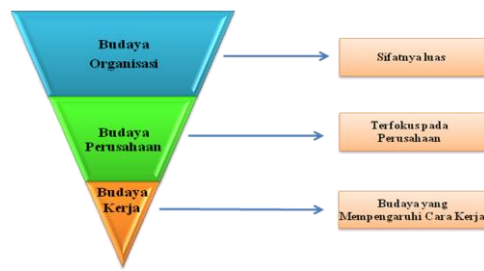 Budaya
Organisasi
Sifatnya luas
Budaya
Perusahaan
Terfokus pada
Perusahaan
Budaya
Kerja
Budaya yang
Mempengaruhi Cara Kerja